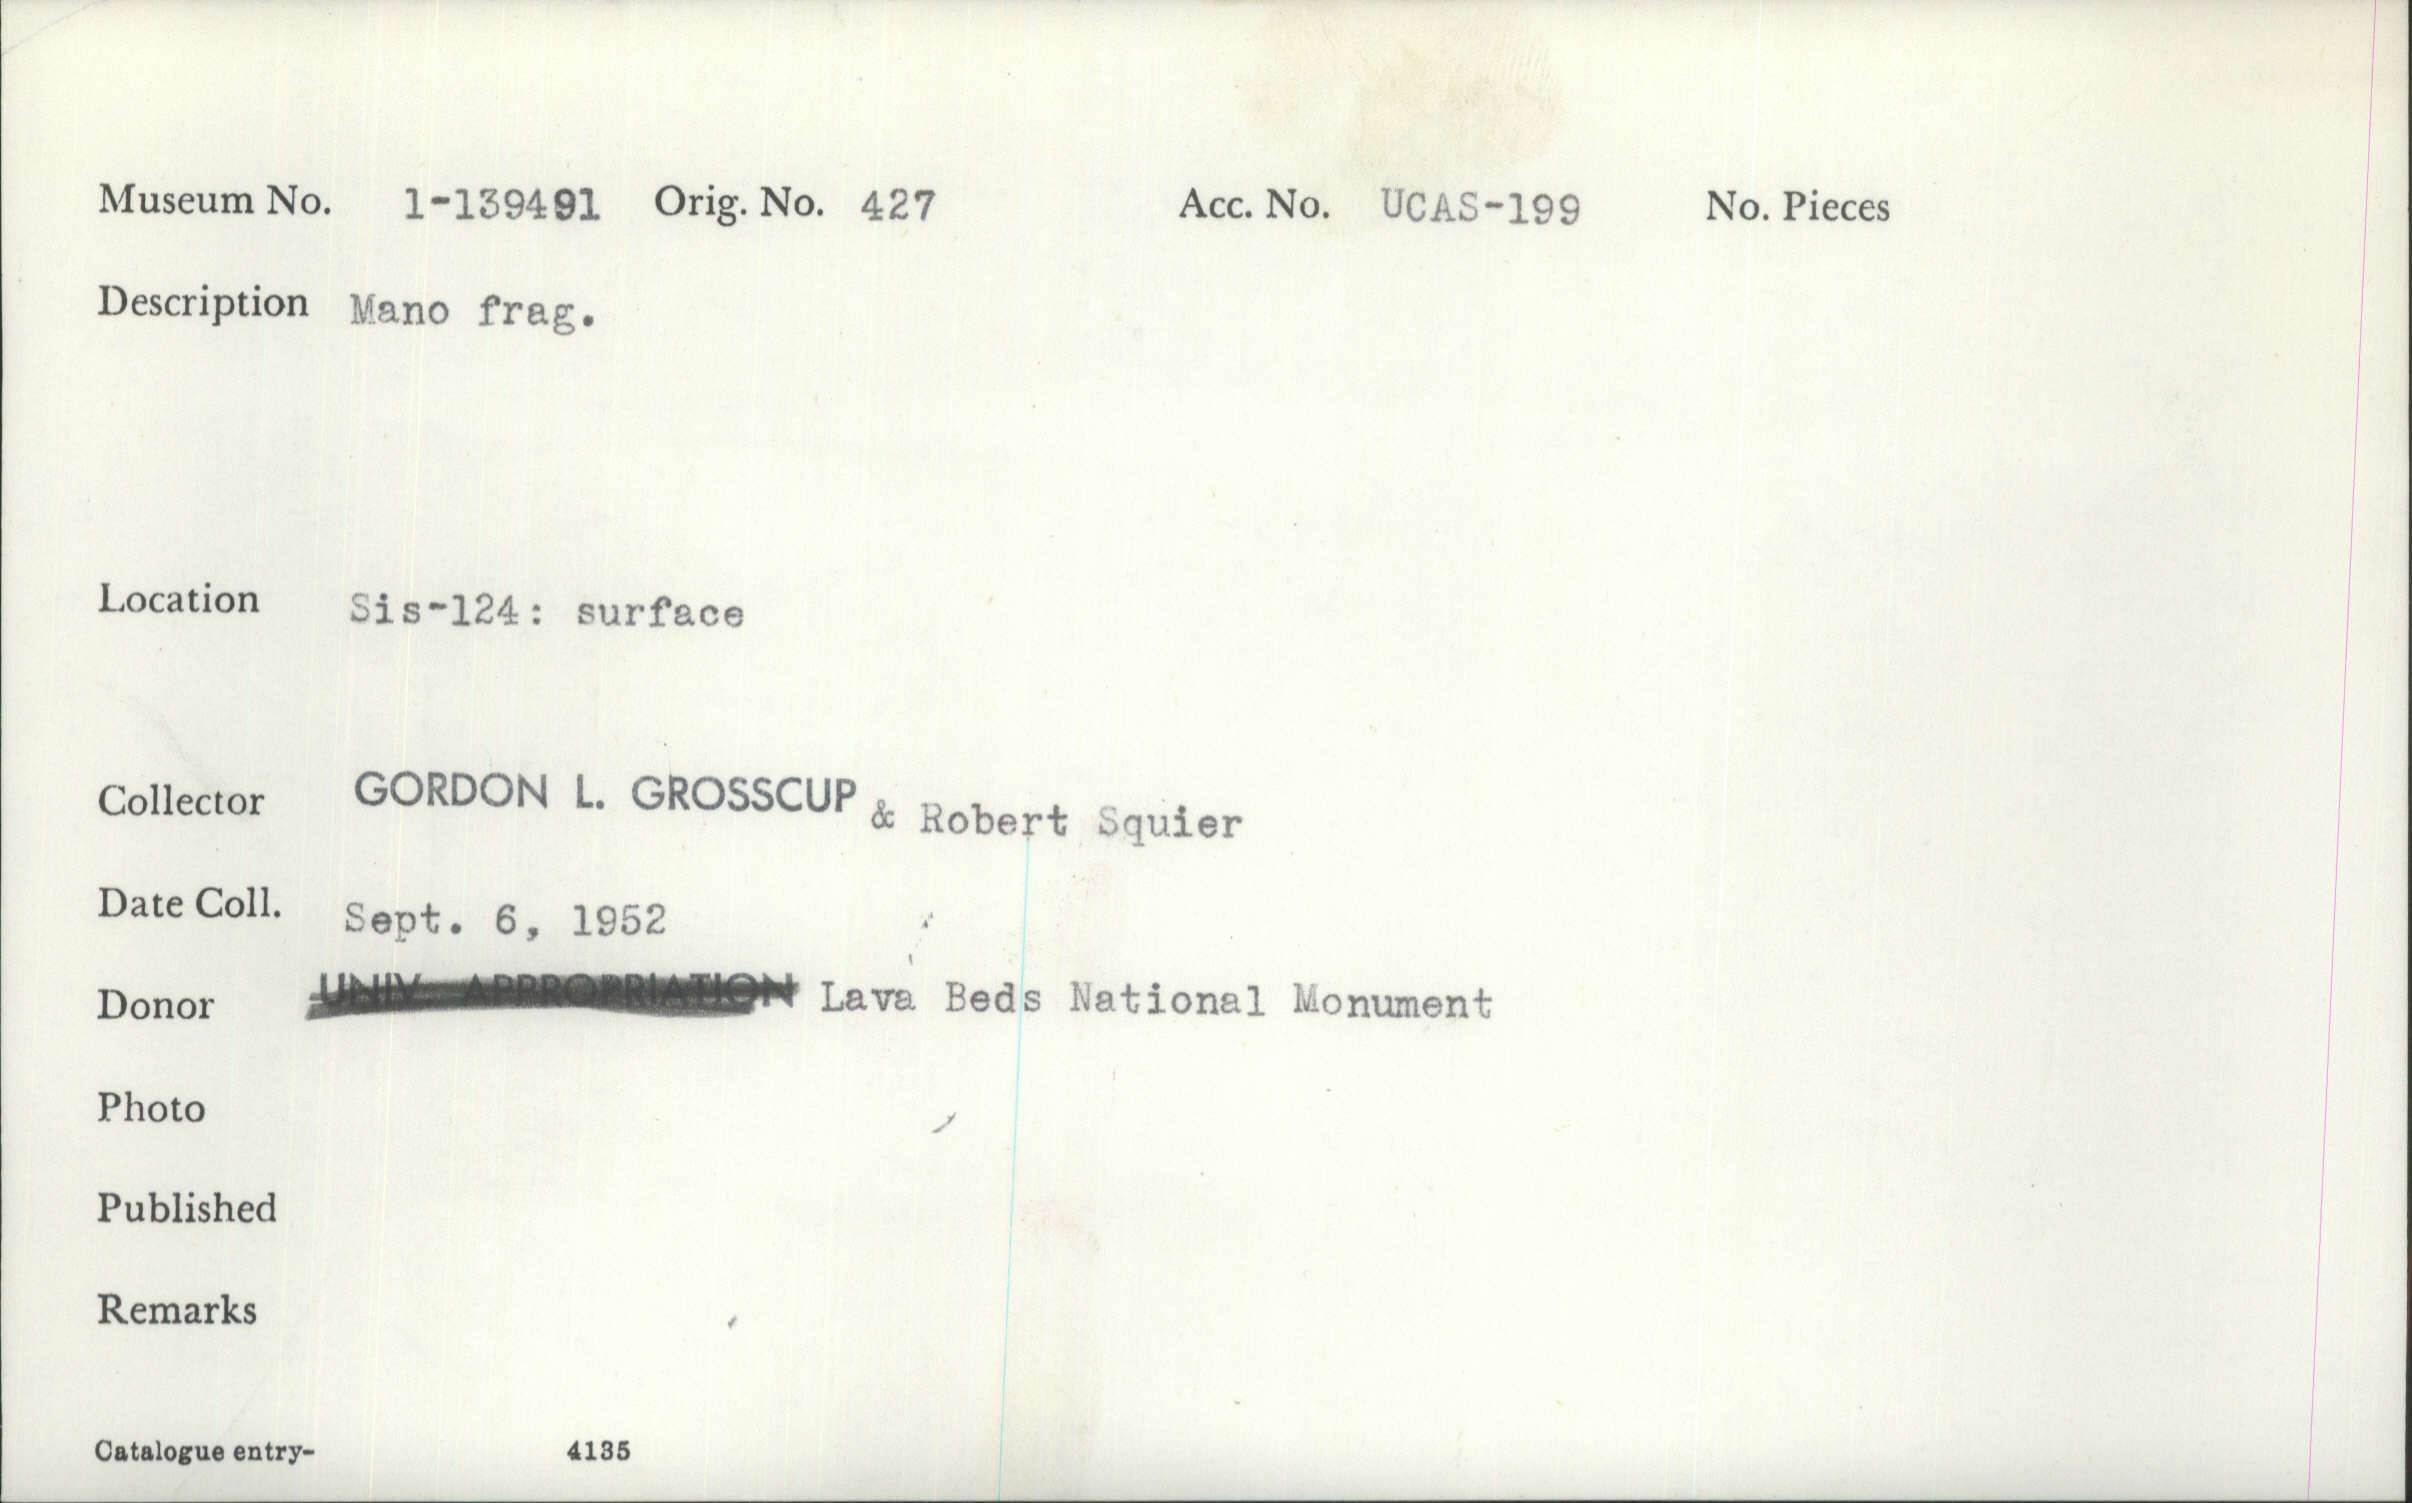 Museum No. 1-139491 Orig. No. 427 Acc. No. UCAS-199 No. Pieces
Description Mano frag.
Location Sis-124: surface
Collector GORDON L. GROSSCUP & Robert Squier
Date Coll. Sept. 6, 1952
Donor UNIV. APPROPRIATION Lava Beds National Monument
Photo
Published
Remarks
Catalogue entry- 4135